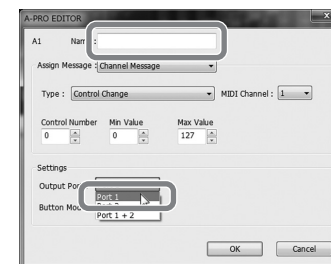 A-PRO EDITOR
A1 Nam :
Assign Message : Channel Message
Type : Control Change MIDI Channel : 1
Control Number Min Value Max Value
0 0 127
Settings
Output Por
Port 1
Button Mod
Port 1 + 2
OK Cancel